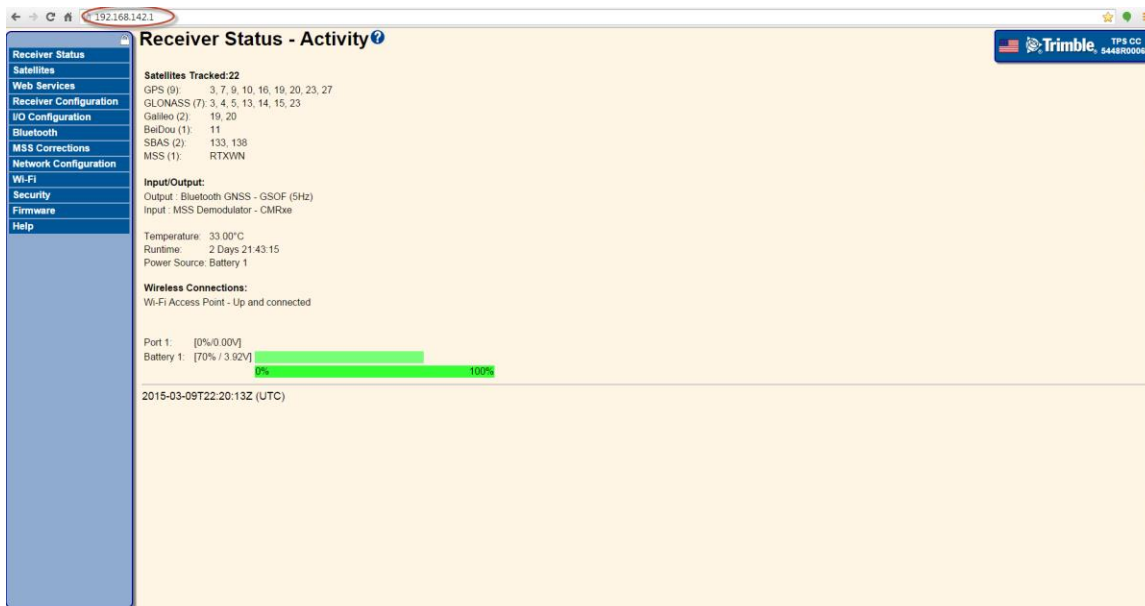 192.168.142.1
Receiver Status - Activity
Trimble.
TPS CC
5448R0006
Receiver Status
Satellites
Web Services
Receiver Configuration
I/O Configuration
Bluetooth
MSS Corrections
Network Configuration
Wi-Fi
Security
Firmware
Help
Satellites Tracked:22
GPS (9): 3, 7, 9, 10, 16, 19, 20, 23, 27
GLONASS (7): 3, 4, 5, 13, 14, 15, 23
Galileo (2): 19, 20
BeiDou (1): 11
SBAS (2): 133, 138
MSS (1): RTXWN
Input/Output:
Output : Bluetooth GNSS - GSOF (5Hz)
Input : MSS Demodulator - CMRxe
Temperature: 33.00°C
Runtime: 2 Days 21:43:15
Power Source: Battery 1
Wireless Connections:
Wi-Fi Access Point - Up and connected
Port 1: [0%/0.00V]
Battery 1: [70% / 3.92V]
0% 100%
2015-03-09T22:20:13Z (UTC)